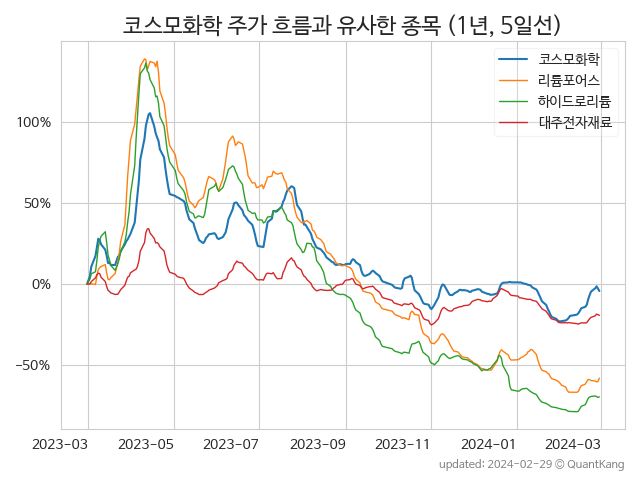 코스모화학 주가 흐름과 유사한 종목 (1년, 5일선)
코스모화학
리튬포어스
하이드로리튬
대주전자재료
100%
50%
0%
−50%
2023-03 2023-05 2023-07 2023-09 2023-11 2024-01 2024-03
updated: 2024-02-29 © QuantKang